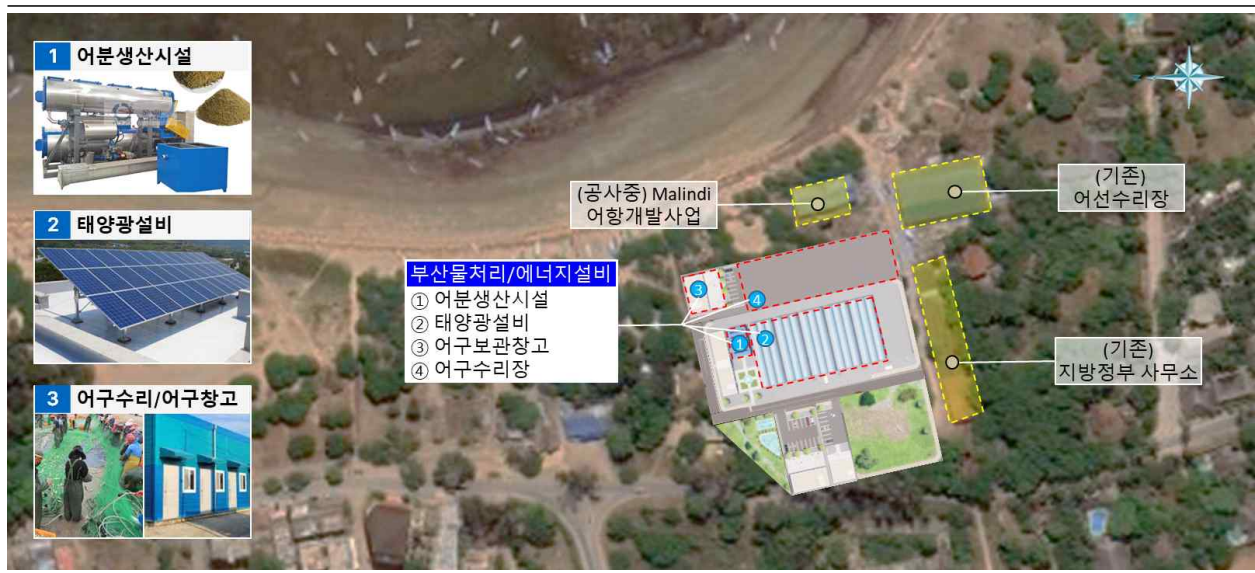 1 어분생산시설
2 태양광설비
3 어구수리/어구창고
부산물처리/에너지설비
① 어분생산시설
② 태양광설비
③ 어구보관창고
④ 어구수리장
(공사중) Malindi
어항개발사업
(기존)
어선수리장
(기존)
지방정부 사무소
3
4
1
2